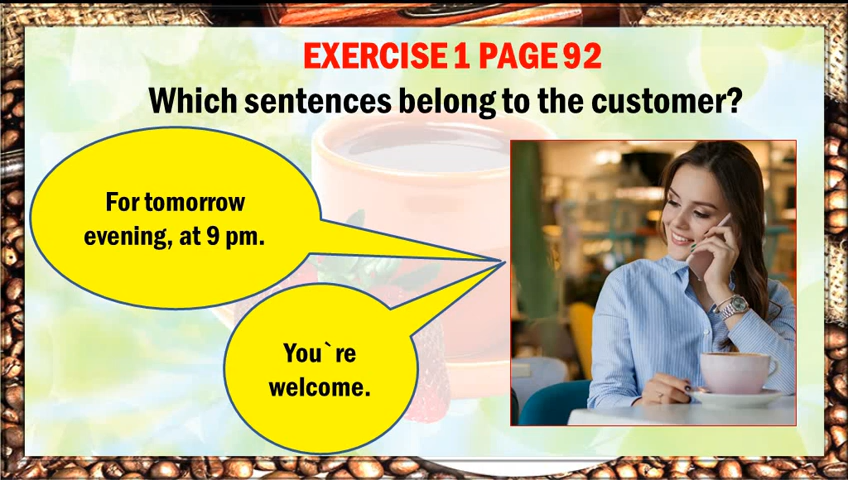 EXERCISE 1 PAGE 92
Which sentences belong to the customer?
For tomorrow
evening, at 9 pm.
You`re
welcome.